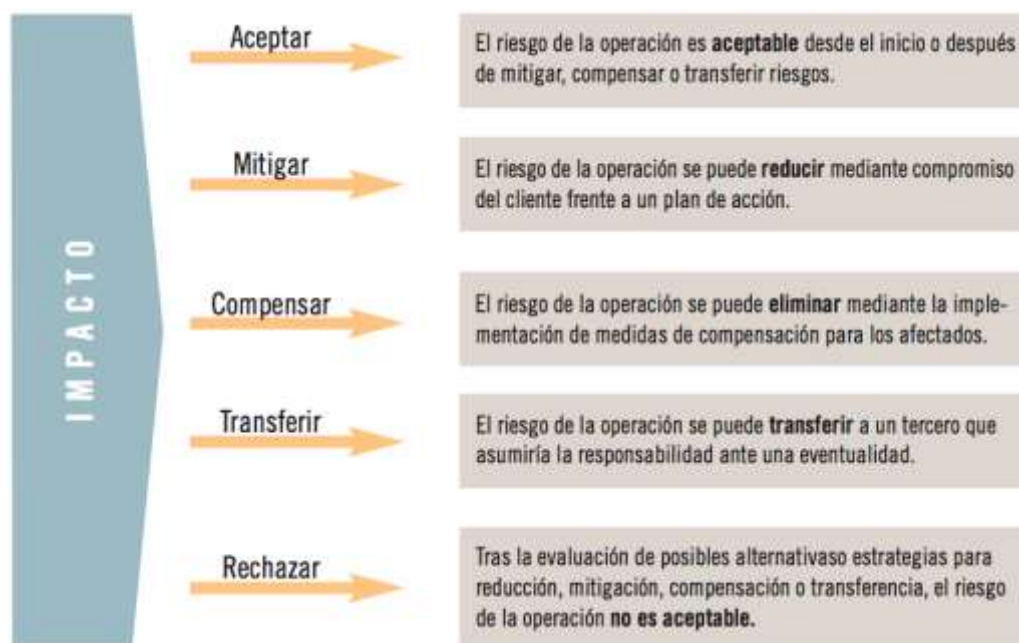 IMPACTO
Aceptar
El riesgo de la operación es aceptable desde el inicio o después
de mitigar, compensar o transferir riesgos.
Mitigar
El riesgo de la operación se puede reducir mediante compromiso
del cliente frente a un plan de acción.
Compensar
El riesgo de la operación se puede eliminar mediante la imple-
mentación de medidas de compensación para los afectados.
Transferir
El riesgo de la operación se puede transferir a un tercero que
asumiría la responsabilidad ante una eventualidad.
Rechazar
Tras la evaluación de posibles alternativaso estrategias para
reducción, mitigación, compensación o transferencia, el riesgo
de la operación no es aceptable.